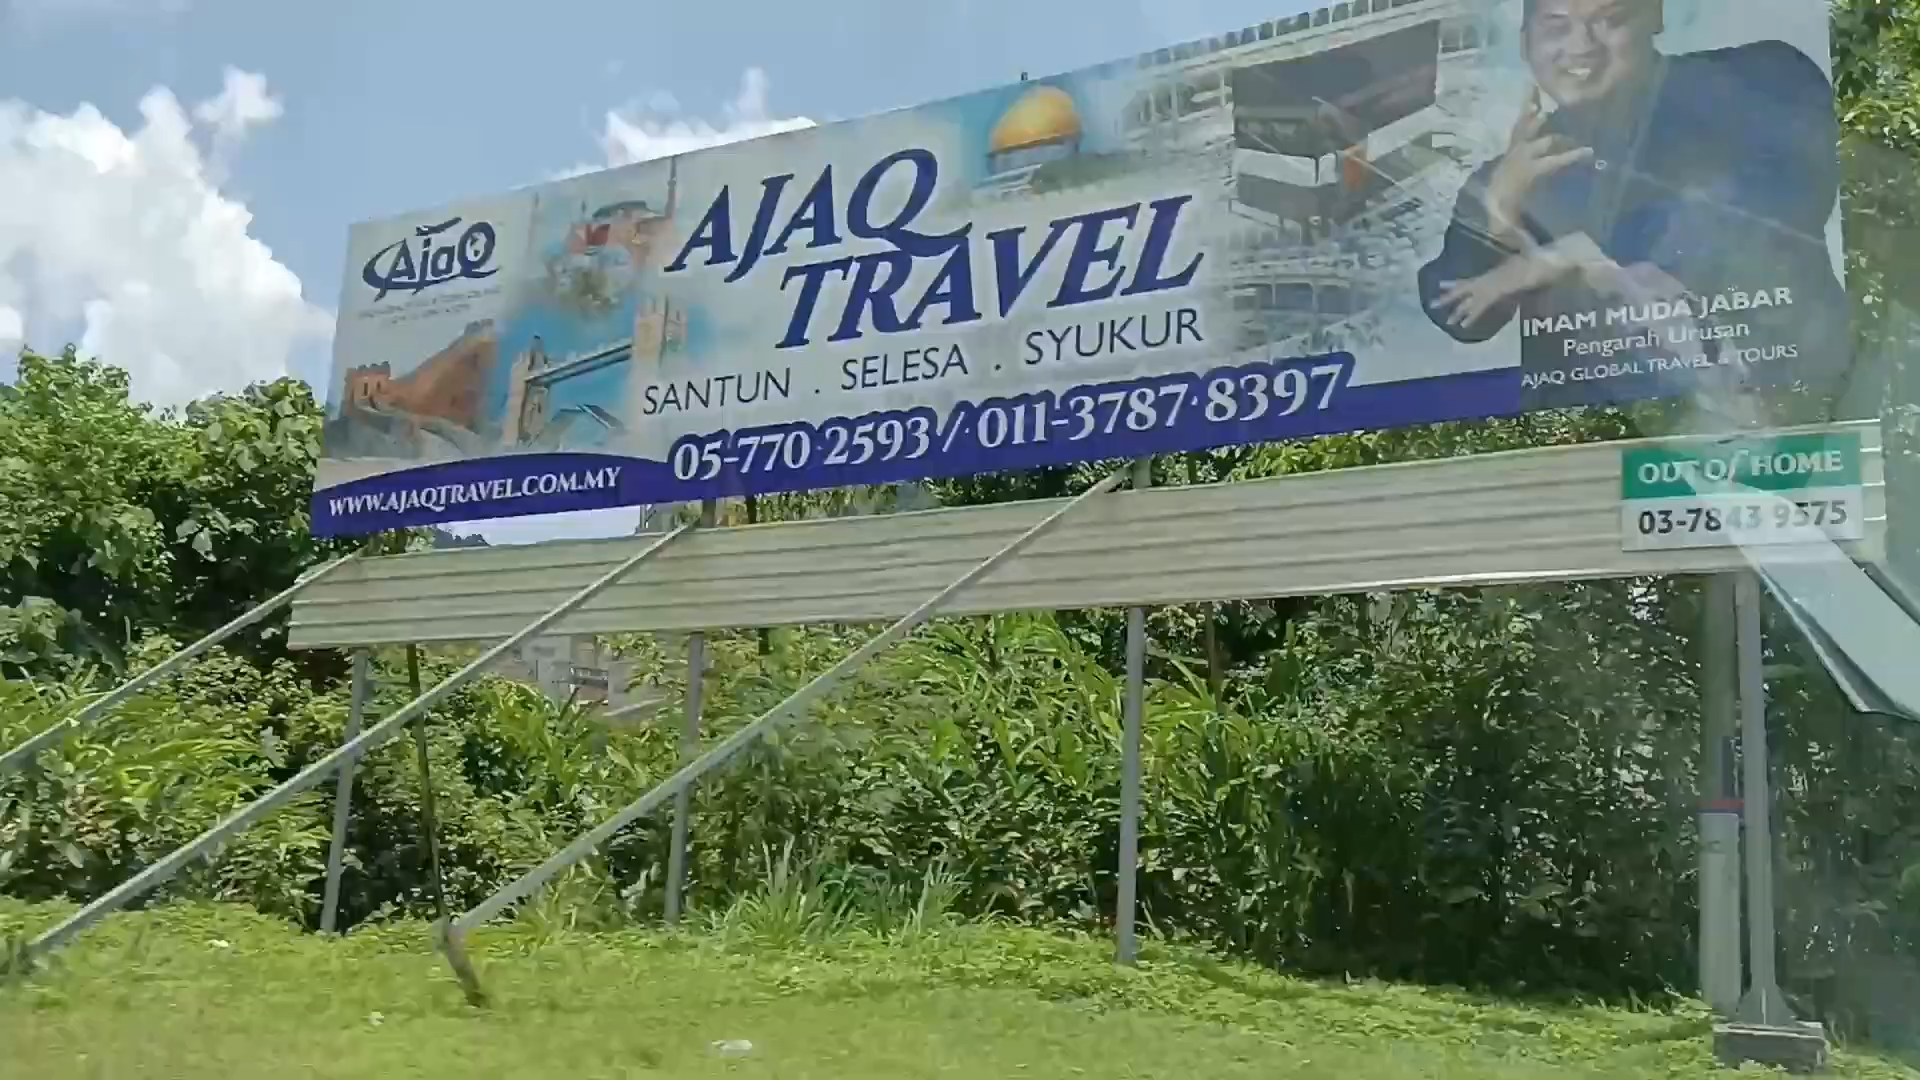 AjaQ
AJAQ
TRAVEL
SANTUN . SELESA . SYUKUR
05-770 2593 / 011-3787 8397
WWW.AJAQTRAVEL.COM.MY
IMAM MUDA JABAR
Pengarah Urusan
AJAQ GLOBAL TRAVEL & TOURS
OUT Of HOME
03-7843 9575